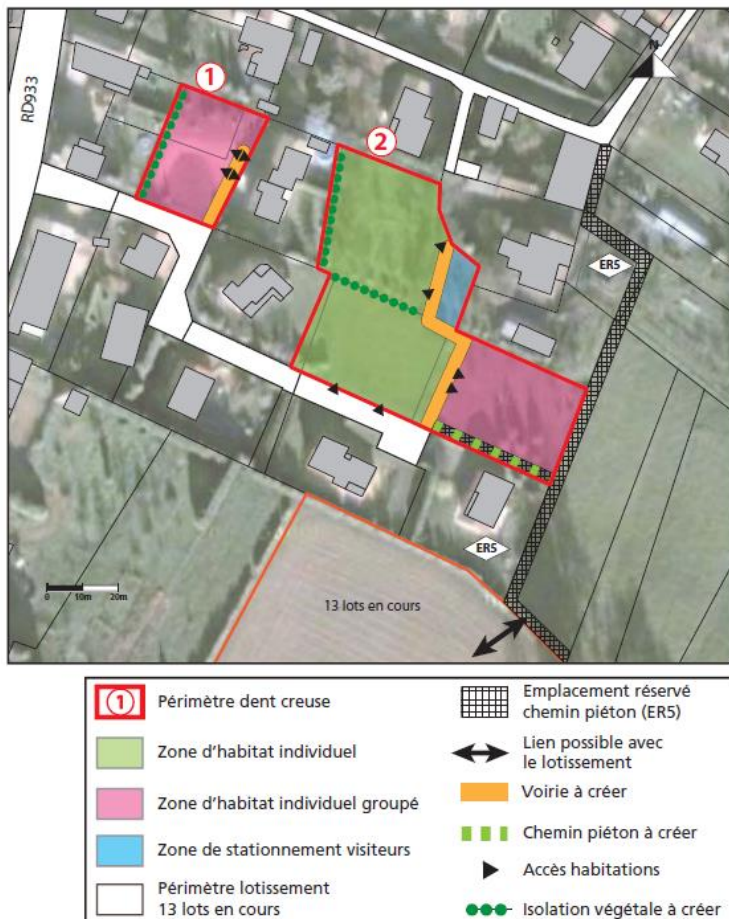 RD933
1
2
N
ER5
ER5
13 lots en cours
0 10m 20m
1 Périmètre dent creuse
Zone d'habitat individuel
Zone d'habitat individuel groupé
Zone de stationnement visiteurs
Périmètre lotissement
13 lots en cours
Emplacement réservé
chemin piéton (ER5)
Lien possible avec
le lotissement
Voirie à créer
Chemin piéton à créer
Accès habitations
Isolation végétale à créer